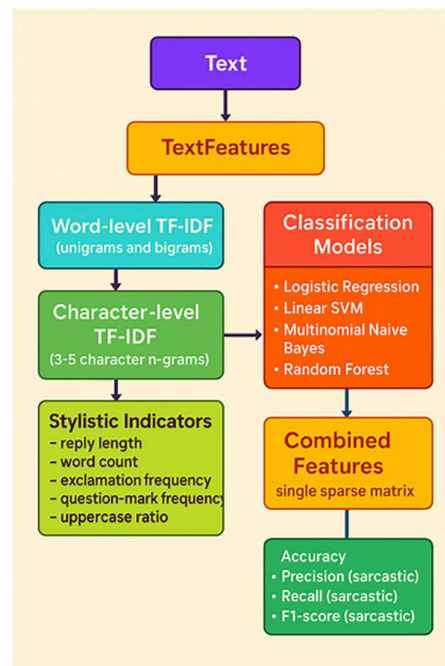 Text
TextFeatures
Word-level TF-IDF
(unigrams and bigrams)
Character-level
TF-IDF
(3-5 character n-grams)
Stylistic Indicators
– reply length
– word count
– exclamation frequency
– question-mark frequency
– uppercase ratio
Classification
Models
• Logistic Regression
• Linear SVM
• Multinomial Naive
Bayes
• Random Forest
Combined
Features
single sparse matrix
Accuracy
• Precision (sarcastic)
• Recall (sarcastic)
• F1-score (sarcastic)